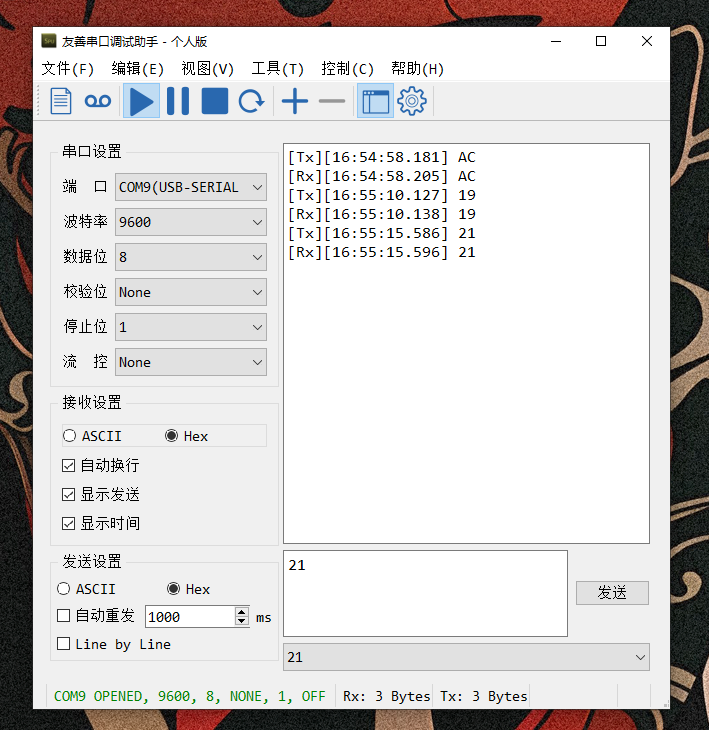 友善串口调试助手 - 个人版
文件(F) 编辑(E) 视图(V) 工具(T) 控制(C) 帮助(H)
串口设置
端 口 COM9(USB-SERIAL
波特率 9600
数据位 8
校验位 None
停止位 1
流 控 None
接收设置
ASCII Hex
自动换行
显示发送
显示时间
发送设置
ASCII Hex
自动重发 1000 ms
Line by Line
[Tx][16:54:58.181] AC
[Rx][16:54:58.205] AC
[Tx][16:55:10.127] 19
[Rx][16:55:10.138] 19
[Tx][16:55:15.586] 21
[Rx][16:55:15.596] 21
21
发送
21
COM9 OPENED, 9600, 8, NONE, 1, OFF Rx: 3 Bytes Tx: 3 Bytes